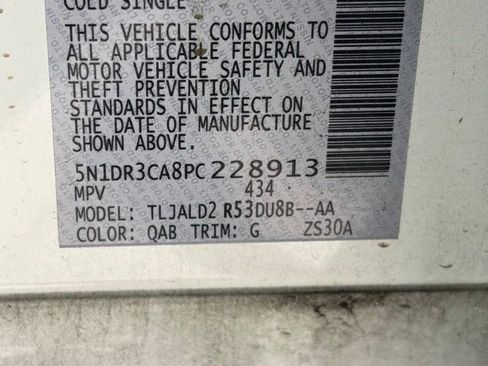 COLD SINGLE
THIS VEHICLE CONFORMS TO
ALL APPLICABLE FEDERAL
MOTOR VEHICLE SAFETY AND
THEFT PREVENTION
STANDARDS IN EFFECT ON
THE DATE OF MANUFACTURE
SHOWN ABOVE.
5N1DR3CA8PC228913
MPV 434
MODEL: TLJALD2 R53DU8B--AA
COLOR: QAB TRIM: G ZS30A